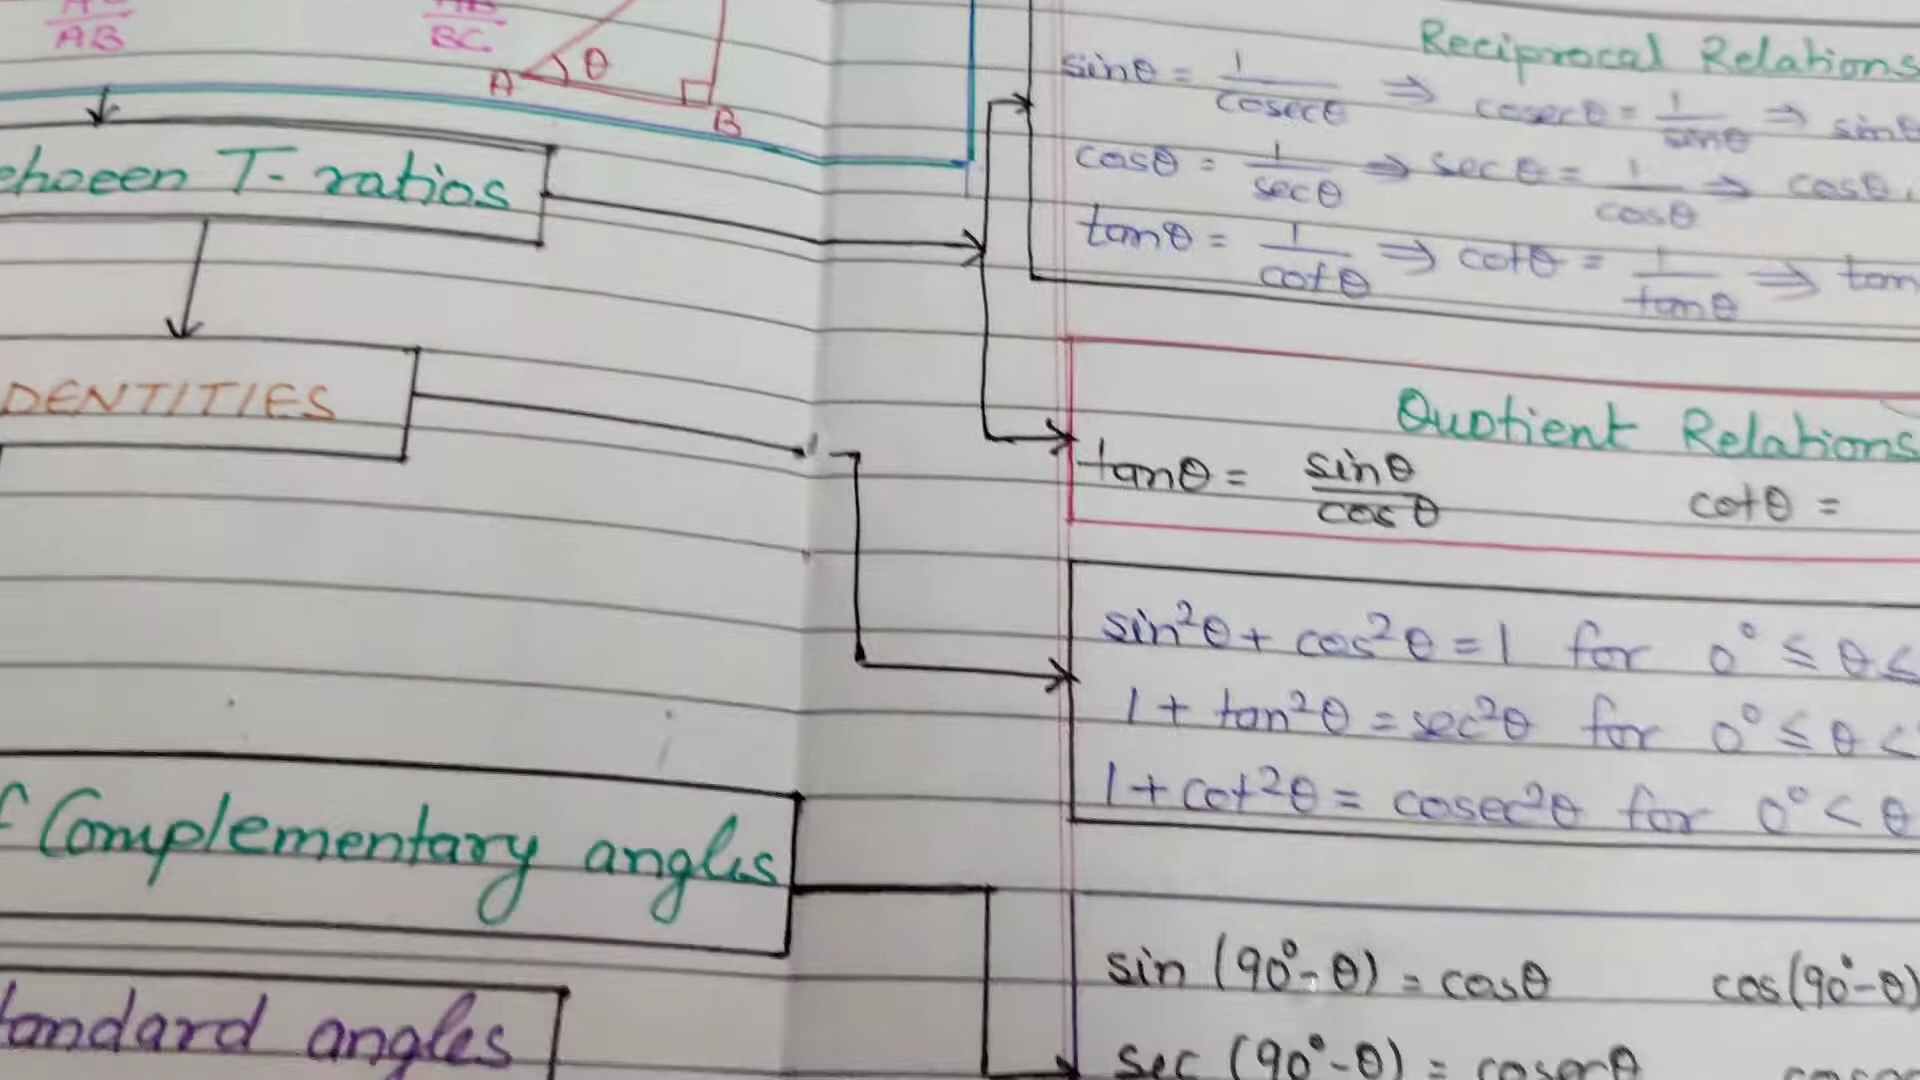 AB
BC
A θ
B
T-ratios
DENTITIES
Complementary angles
tandard angles
Reciprocal Relations
sinθ = 1/cosecθ ⇒ cosecθ = 1/sinθ ⇒ sinθ
cosθ = 1/secθ ⇒ secθ = 1/cosθ ⇒ cosθ
tanθ = 1/cotθ ⇒ cotθ = 1/tanθ ⇒ tan
Quotient Relations
tanθ = sinθ/cosθ cotθ =
sin²θ + cos²θ = 1 for 0° ≤ θ ≤
1 + tan²θ = sec²θ for 0° ≤ θ <
1 + cot²θ = cosec²θ for 0° < θ
sin (90°-θ) = cosθ cos(90°-θ)
sec (90°-θ) = cosecθ